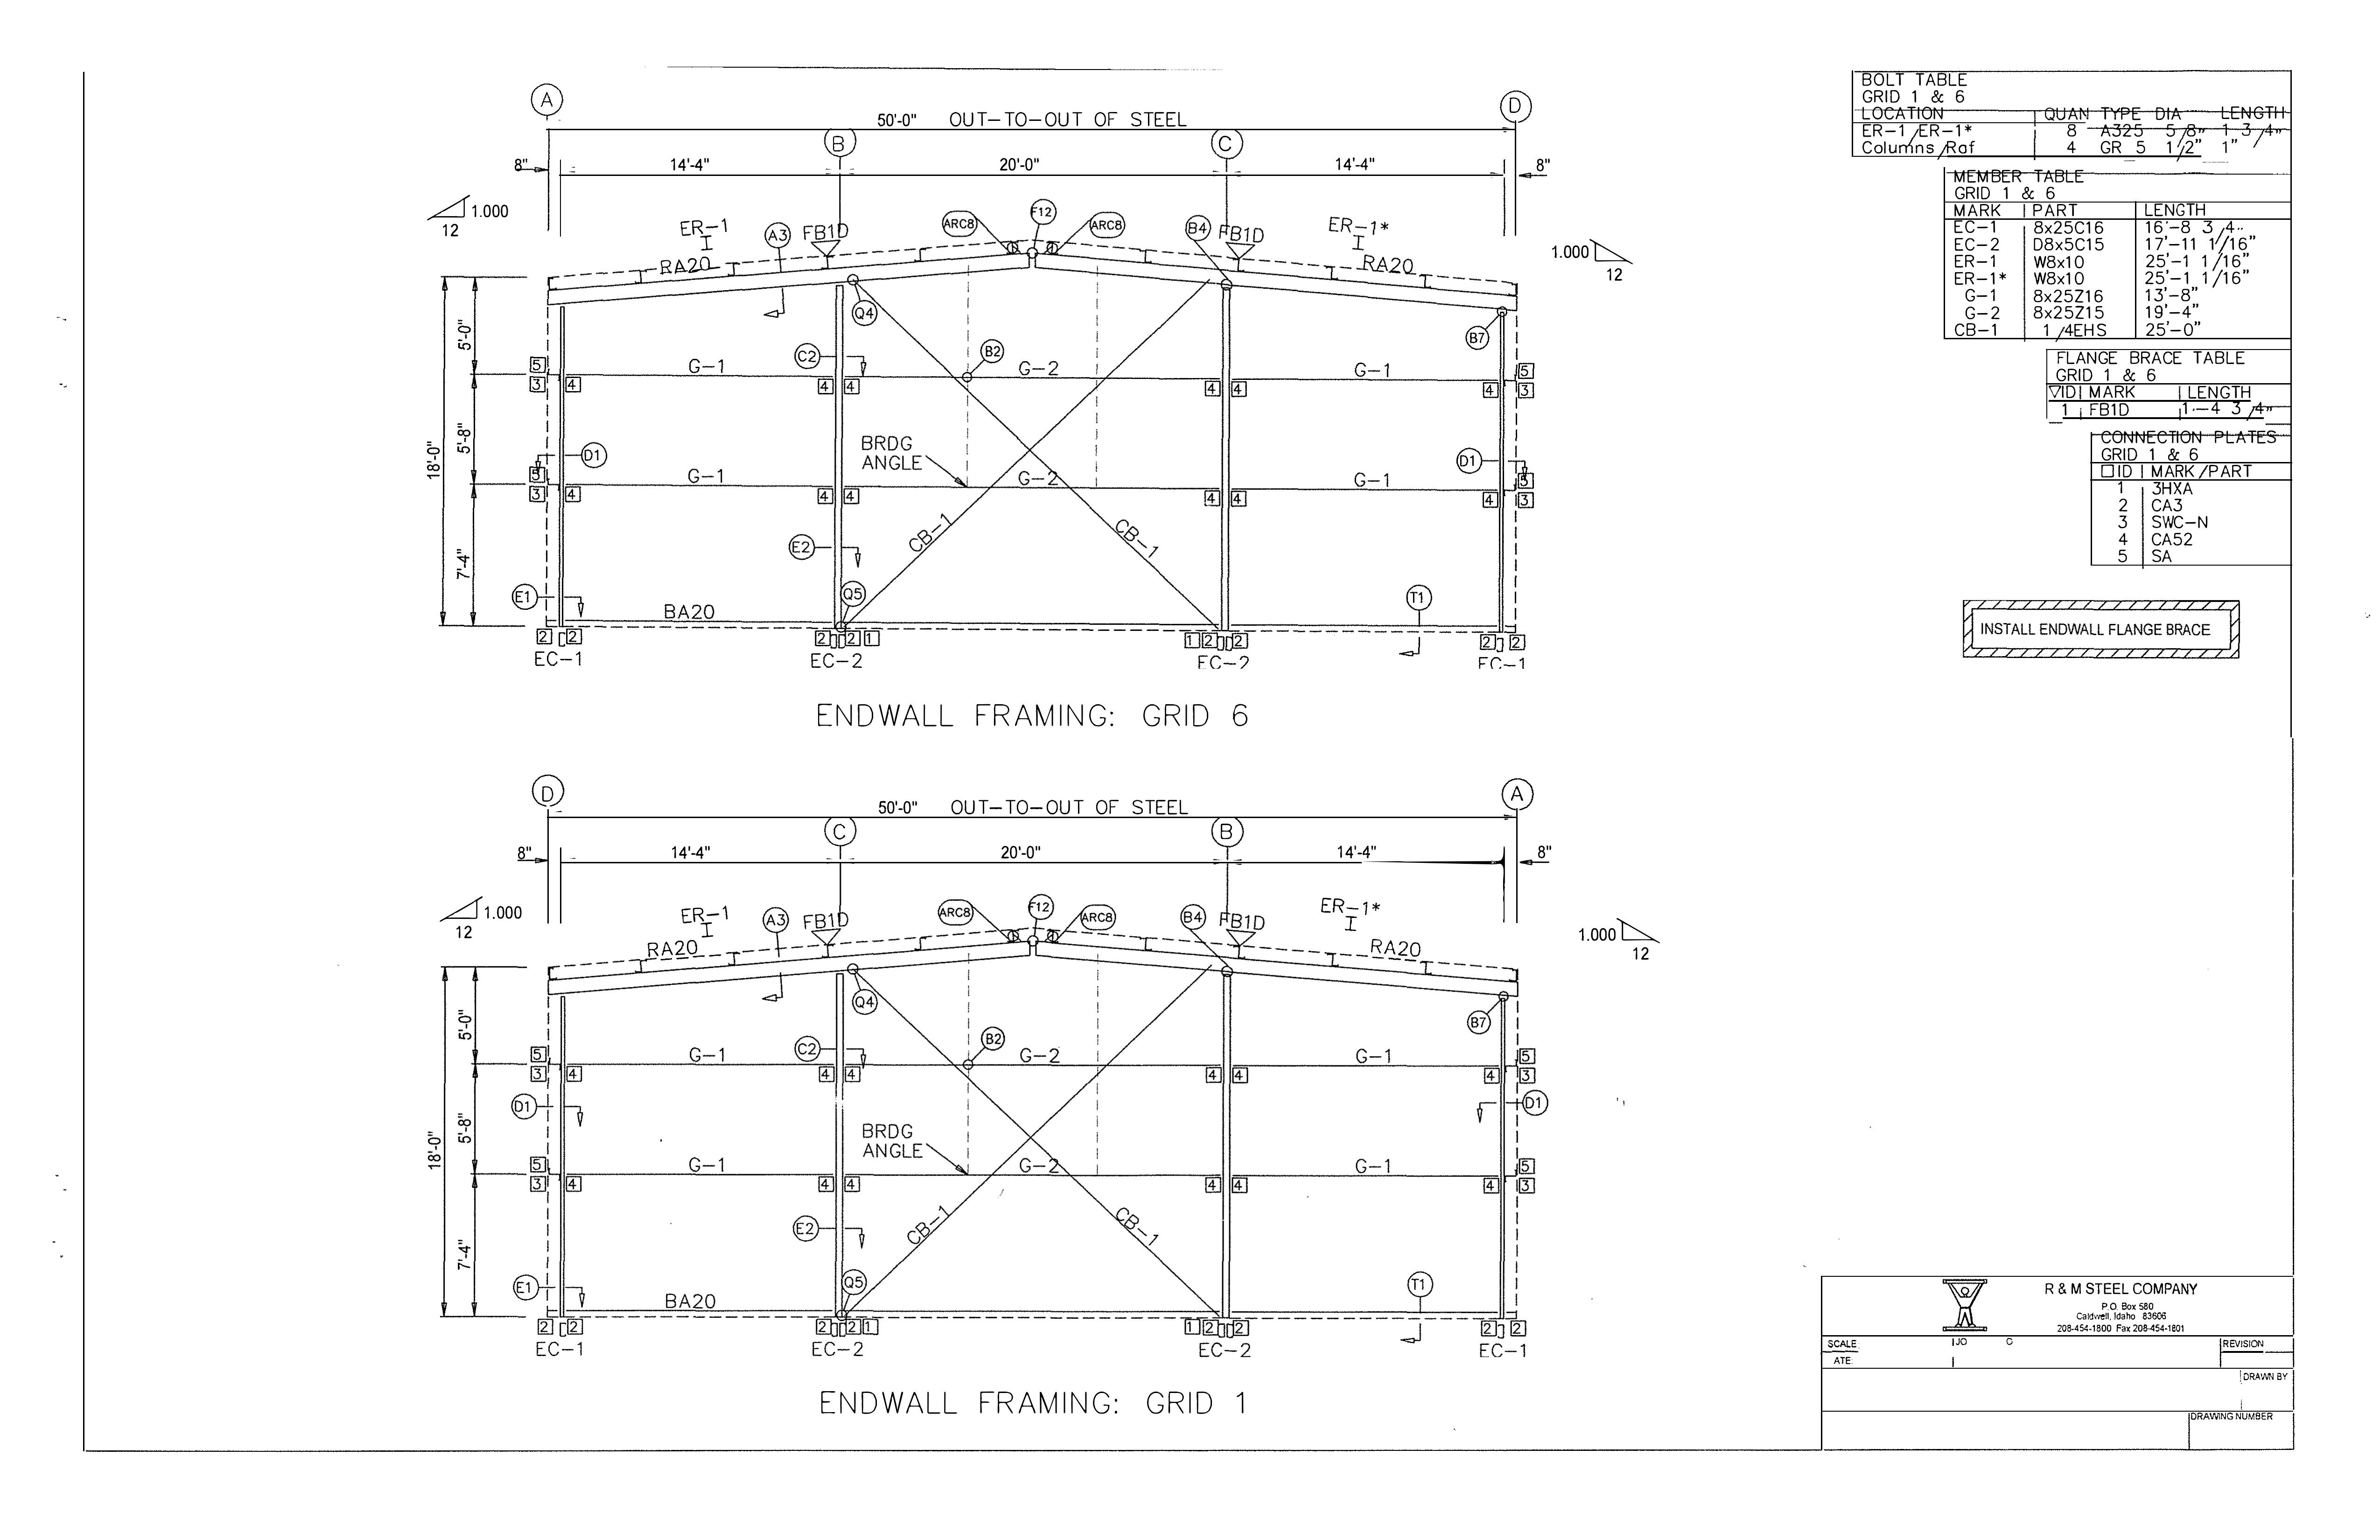 A
D
50'-0" OUT-TO-OUT OF STEEL
B
C
8"
14'-4"
20'-0"
14'-4"
8"
1.000
12
ER-1
A3
FB1D
ARC8
F12
ARC8
B4
FB1D
ER-1*
1.000
12
RA20
RA20
Q4
B7
5'-0"
5'-8"
7'-4"
18'-0"
C2
B2
5
G-1
G-2
G-1
5
3
4
4
4
4
4
4
3
BRDG
ANGLE
D1
D1
5
G-1
G-2
G-1
5
3
4
4
4
4
4
4
3
CB-1
CB-1
E2
E1
Q5
T1
BA20
2
2
2
2
1
1
2
2
2
2
EC-1
EC-2
EC-2
EC-1
ENDWALL FRAMING: GRID 6
D
A
50'-0" OUT-TO-OUT OF STEEL
C
B
8"
14'-4"
20'-0"
14'-4"
8"
1.000
12
ER-1
A3
FB1D
ARC8
F12
ARC8
B4
FB1D
ER-1*
1.000
12
RA20
RA20
Q4
B7
5'-0"
5'-8"
7'-4"
18'-0"
C2
B2
5
G-1
G-2
G-1
5
3
4
4
4
4
4
4
3
D1
D1
BRDG
ANGLE
5
G-1
G-2
G-1
5
3
4
4
4
4
4
4
3
CB-1
CB-1
E2
E1
Q5
T1
BA20
2
2
2
2
1
1
2
2
2
2
EC-1
EC-2
EC-2
EC-1
ENDWALL FRAMING: GRID 1
BOLT TABLE
GRID 1 & 6
LOCATION QUAN TYPE DIA LENGTH
ER-1/ER-1* 8 A325 5/8" 1 3/4"
Columns/Raf 4 GR 5 1/2" 1"
MEMBER TABLE
GRID 1 & 6
MARK PART LENGTH
EC-1 8x25C16 16'-8 3/4"
EC-2 D8x5C15 17'-11 1/16"
ER-1 W8x10 25'-1 1/16"
ER-1* W8x10 25'-1 1/16"
G-1 8x25Z16 13'-8"
G-2 8x25Z15 19'-4"
CB-1 1/4EHS 25'-0"
FLANGE BRACE TABLE
GRID 1 & 6
▽ID MARK LENGTH
1 FB1D 1'-4 3/4"
CONNECTION PLATES
GRID 1 & 6
□ID MARK/PART
1 3HXA
2 CA3
3 SWC-N
4 CA52
5 SA
INSTALL ENDWALL FLANGE BRACE
R & M STEEL COMPANY
P.O. Box 580
Caldwell, Idaho 83606
208-454-1800 Fax 208-454-1801
SCALE:
JO
REVISION
ATE:
DRAWN BY
DRAWING NUMBER